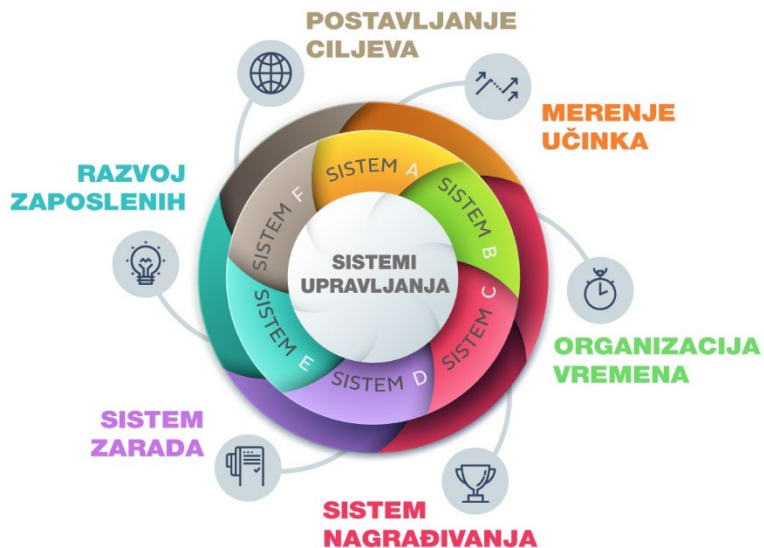 POSTAVLJANJE
CILJEVA
MERENJE
UČINKA
RAZVOJ
ZAPOSLENIH
SISTEM A
SISTEM B
SISTEM C
SISTEM D
SISTEM E
SISTEM F
SISTEMI
UPRAVLJANJA
ORGANIZACIJA
VREMENA
SISTEM
ZARADA
SISTEM
NAGRAĐIVANJA